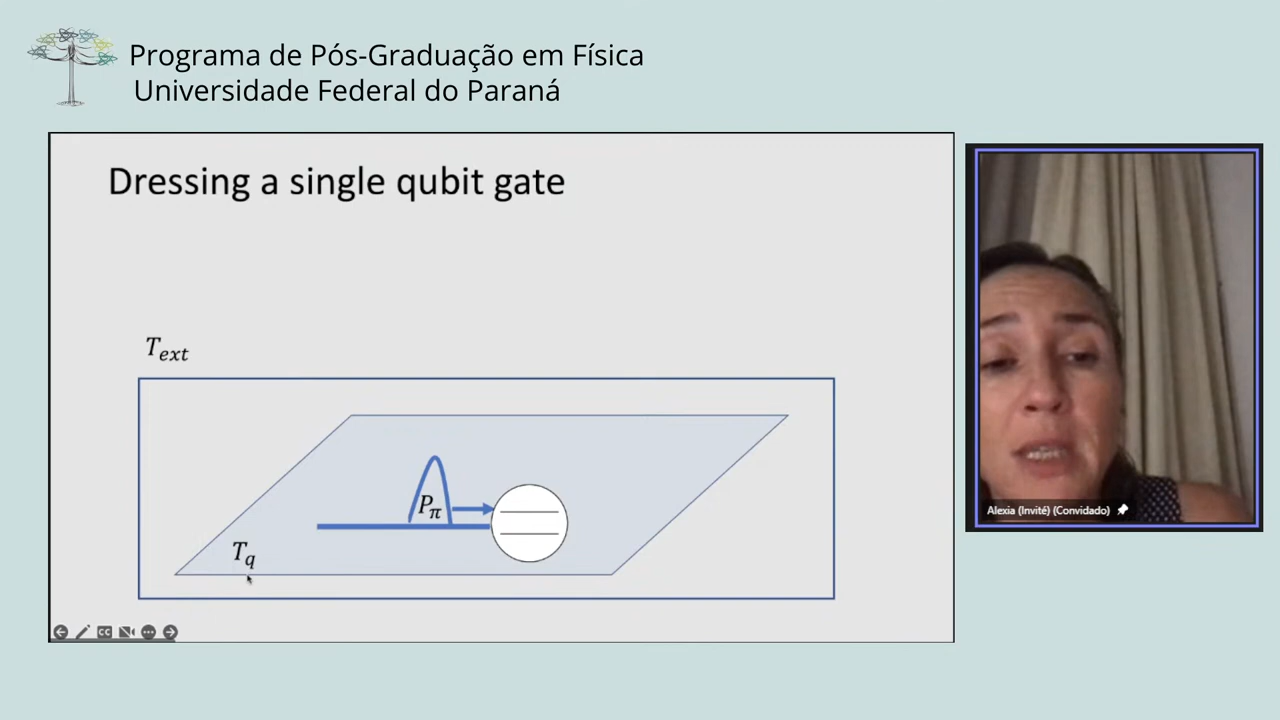 Programa de Pós-Graduação em Física
Universidade Federal do Paraná
Dressing a single qubit gate
T_ext
P_π
T_q
CC
Alexia (Invité) (Convidado)